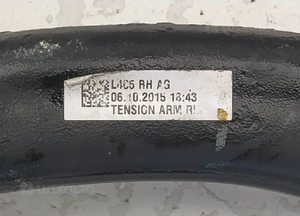 L405 RH AG
06.10.2015 18:43
TENSION ARM R